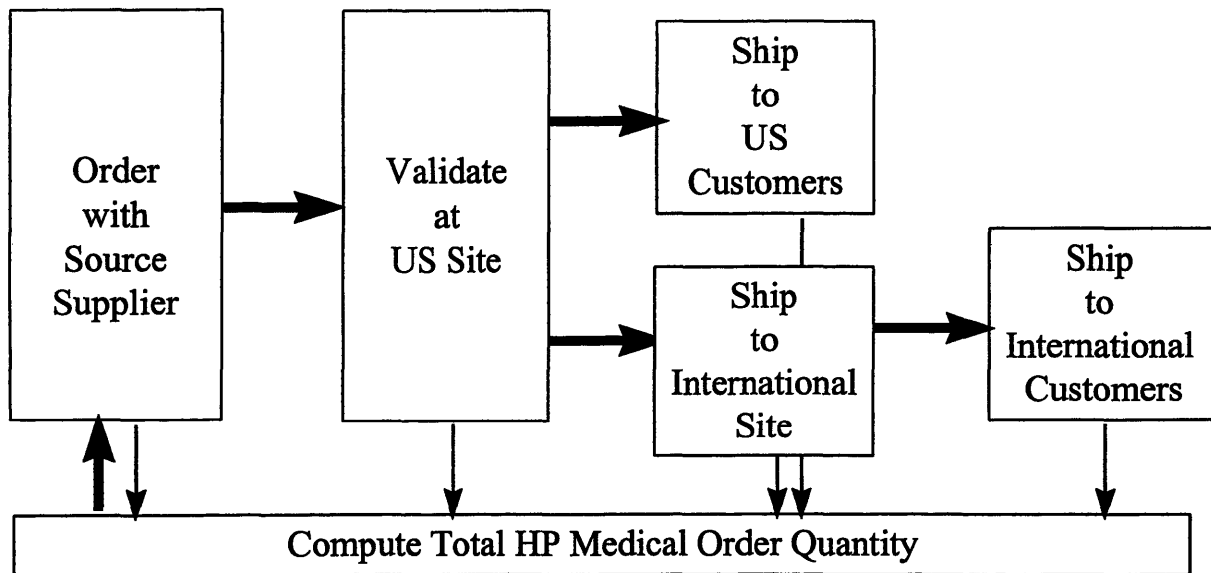 Order
with
Source
Supplier
Validate
at
US Site
Ship
to
US
Customers
Ship
to
International
Site
Ship
to
International
Customers
Compute Total HP Medical Order Quantity